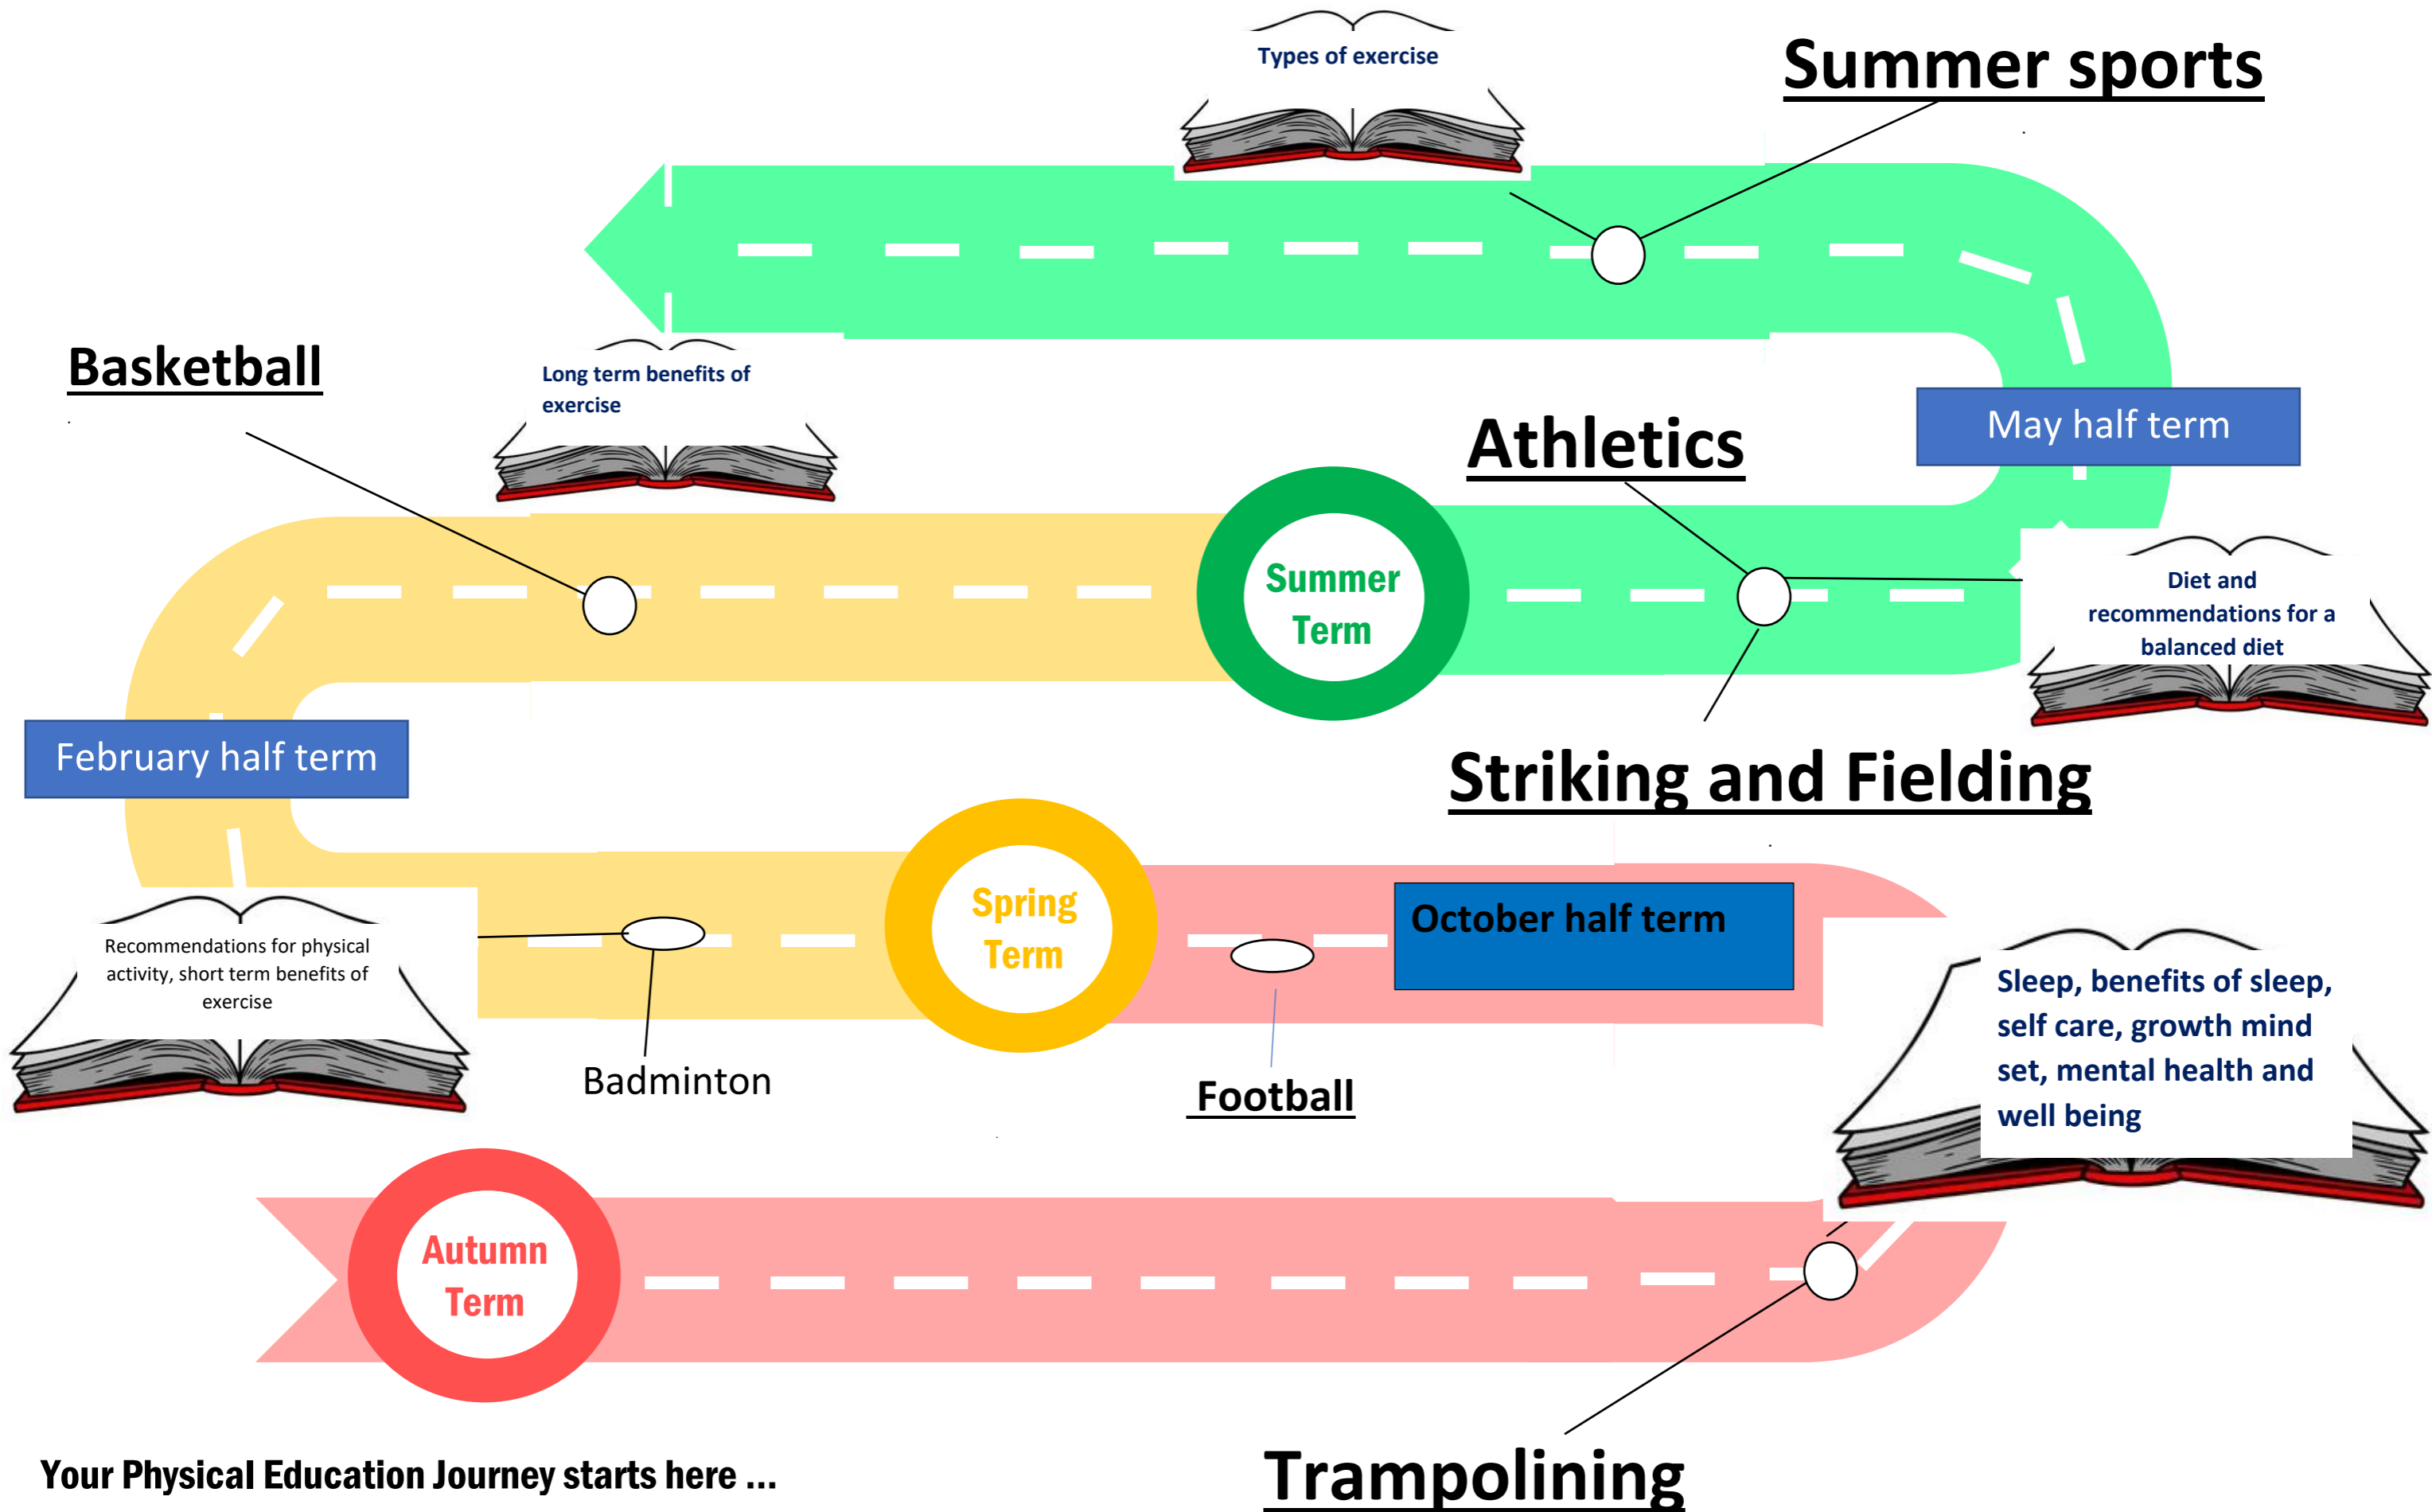 Types of exercise
Summer sports
Basketball
Long term benefits of
exercise
May half term
Athletics
Summer
Term
Diet and
recommendations for a
balanced diet
February half term
Striking and Fielding
Spring
Term
October half term
Recommendations for physical
activity, short term benefits of
exercise
Sleep, benefits of sleep,
self care, growth mind
set, mental health and
well being
Badminton
Football
Autumn
Term
Your Physical Education Journey starts here ...
Trampolining